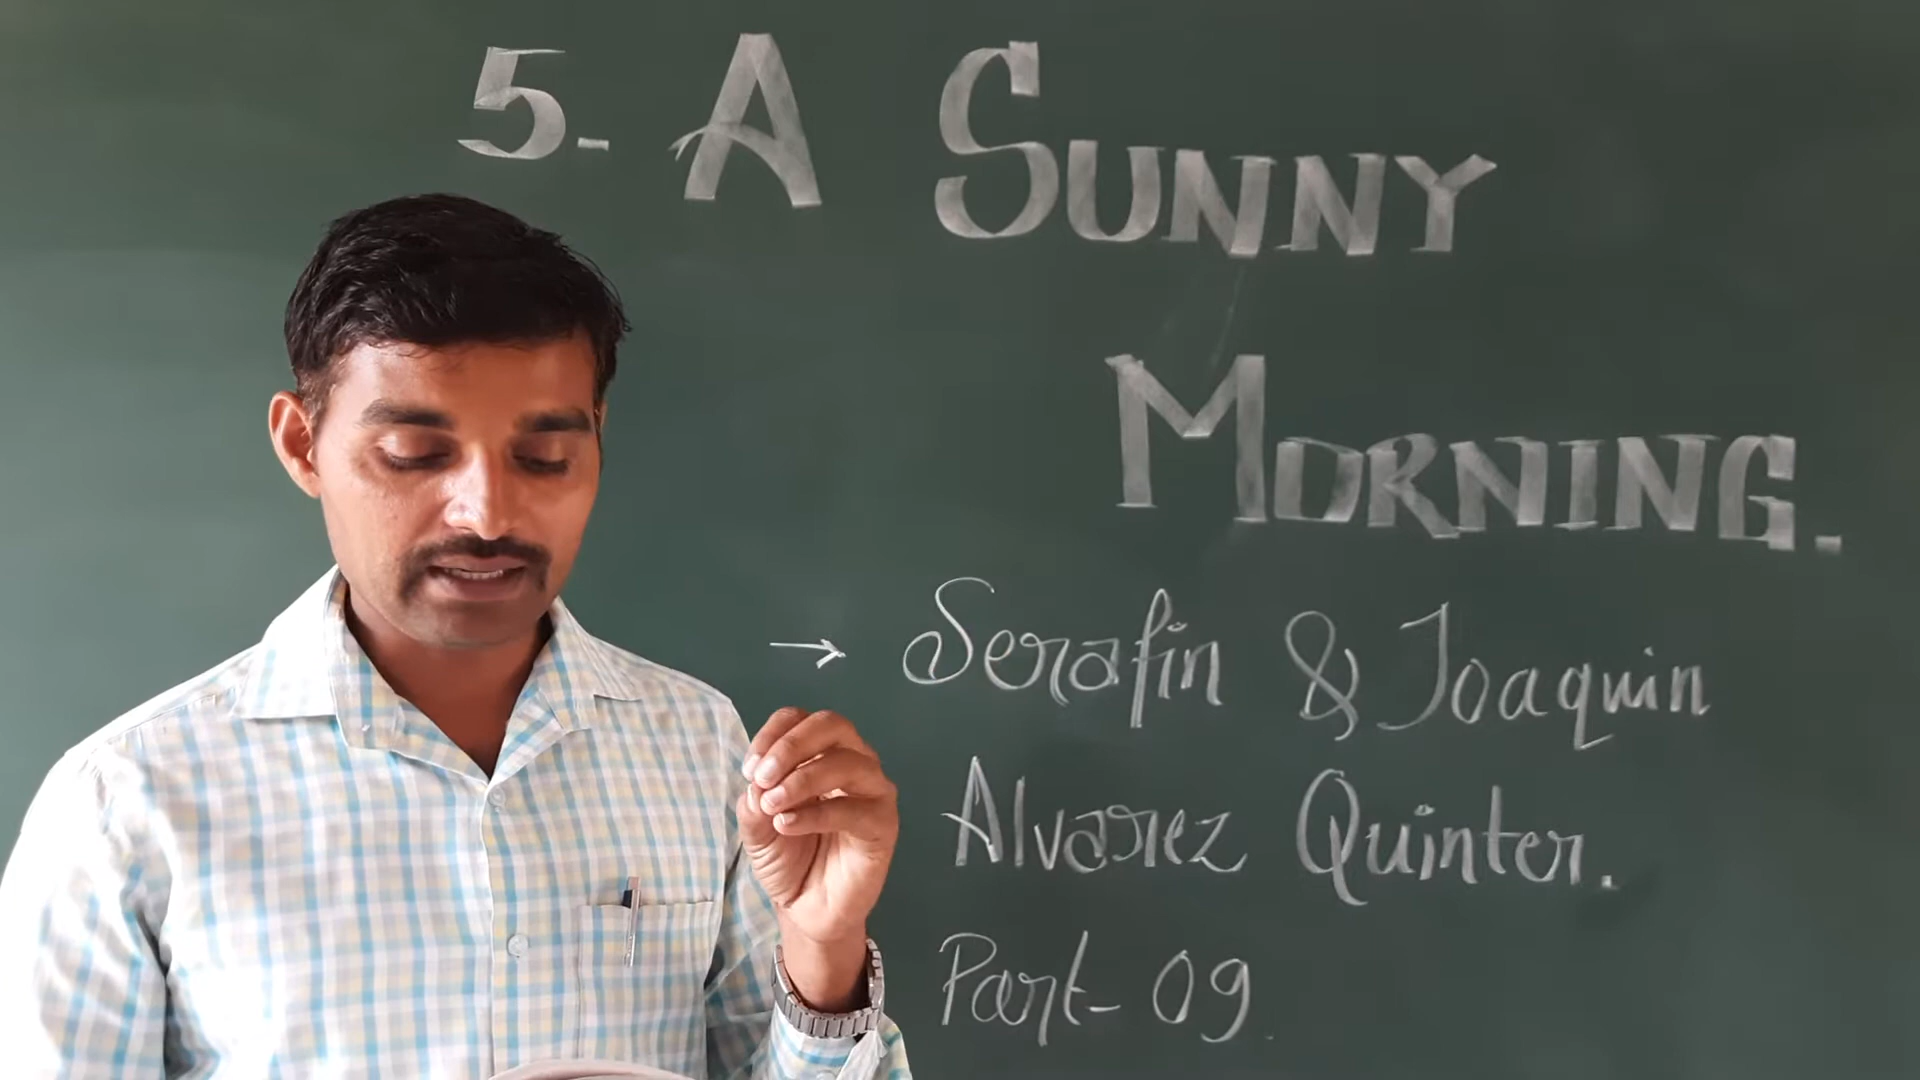 5- A SUNNY
MORNING.
→ Serafin & Joaquin
Alvarez Quinter.
Part- 09.